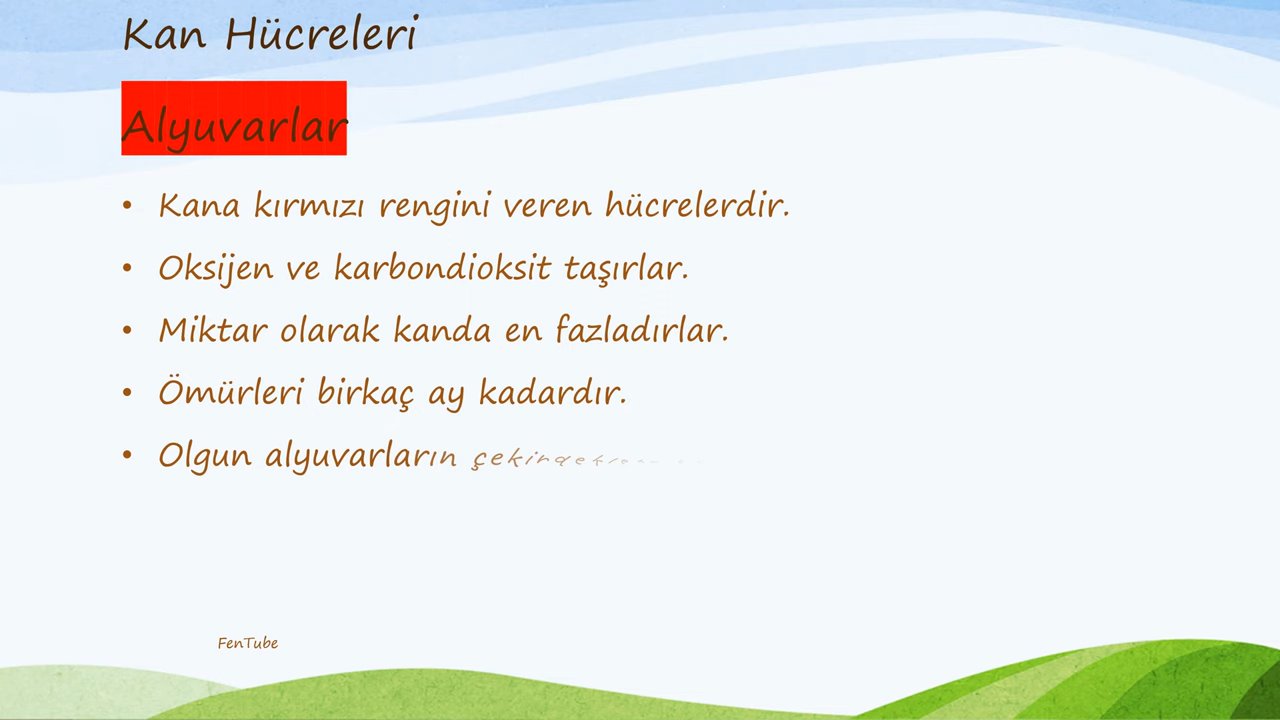 Kan Hücreleri
Alyuvarlar
• Kana kırmızı rengini veren hücrelerdir.
• Oksijen ve karbondioksit taşırlar.
• Miktar olarak kanda en fazladırlar.
• Ömürleri birkaç ay kadardır.
• Olgun alyuvarların
FenTube